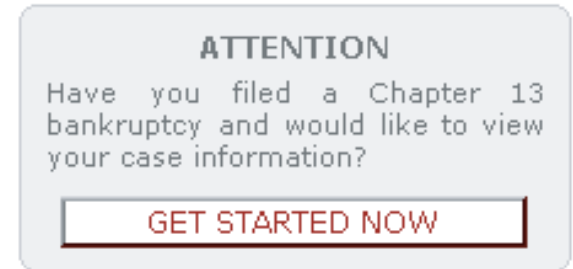 ATTENTION
Have you filed a Chapter 13
bankruptcy and would like to view
your case information?
GET STARTED NOW